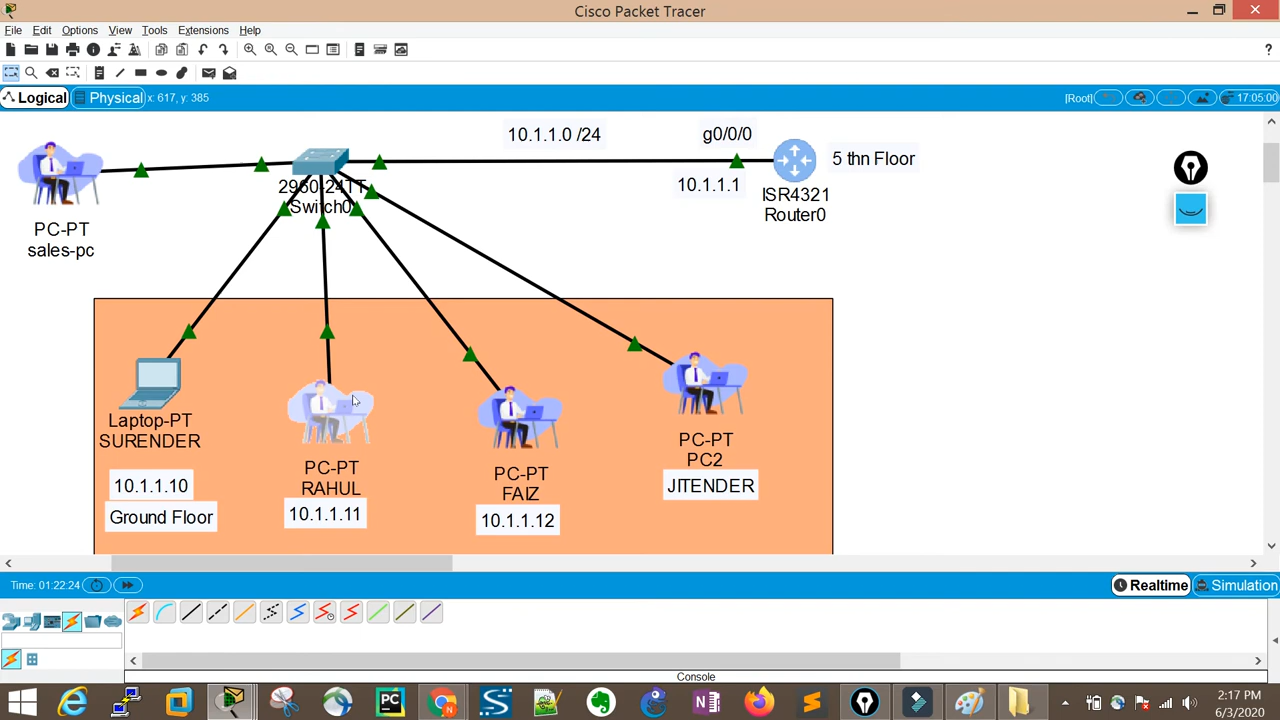 Cisco Packet Tracer
File Edit Options View Tools Extensions Help
Logical Physical x: 617, y: 385 [Root] 17:05:00
10.1.1.0 /24
g0/0/0
5 thn Floor
10.1.1.1
2960-24TT
Switch0
ISR4321
Router0
PC-PT
sales-pc
Laptop-PT
SURENDER
10.1.1.10
Ground Floor
PC-PT
RAHUL
10.1.1.11
PC-PT
FAIZ
10.1.1.12
PC-PT
PC2
JITENDER
Time: 01:22:24
Realtime Simulation
Console
2:17 PM
6/3/2020